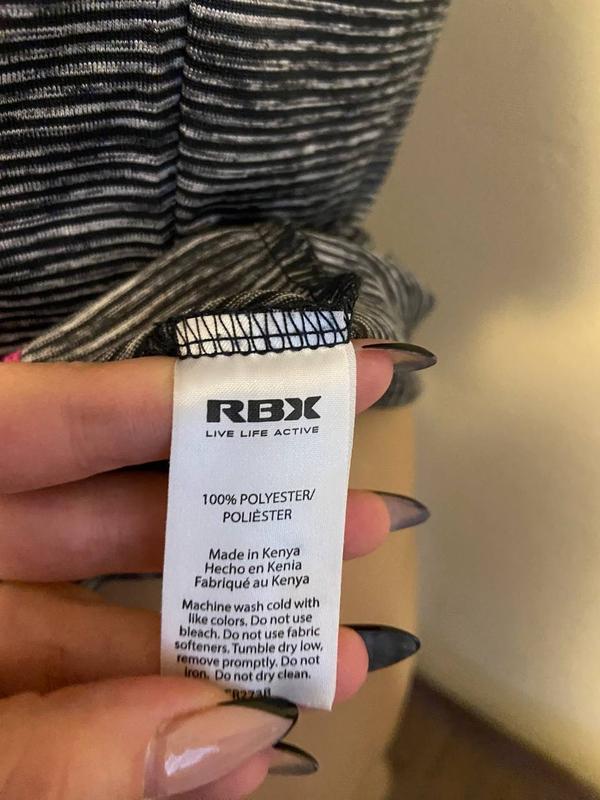 RBX
LIVE LIFE ACTIVE
100% POLYESTER/
POLIÈSTER
Made in Kenya
Hecho en Kenia
Fabriqué au Kenya
Machine wash cold with
like colors. Do not use
bleach. Do not use fabric
softeners. Tumble dry low,
remove promptly. Do not
iron. Do not dry clean.